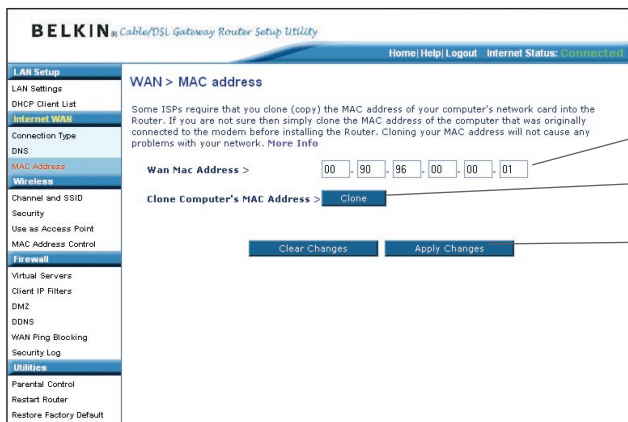 BELKIN® Cable/DSL Gateway Router Setup Utility
Home|Help|Logout Internet Status: Connected
LAN Setup
LAN Settings
DHCP Client List
Internet WAN
Connection Type
DNS
MAC Address
Wireless
Channel and SSID
Security
Use as Access Point
MAC Address Control
Firewall
Virtual Servers
Client IP Filters
DMZ
DDNS
WAN Ping Blocking
Security Log
Utilities
Parental Control
Restart Router
Restore Factory Default
WAN > MAC address
Some ISPs require that you clone (copy) the MAC address of your computer's network card into the
Router. If you are not sure then simply clone the MAC address of the computer that was originally
connected to the modem before installing the Router. Cloning your MAC address will not cause any
problems with your network. More Info
Wan Mac Address > 00 - 90 - 96 - 00 - 00 - 01
Clone Computer's MAC Address > Clone
Clear Changes Apply Changes